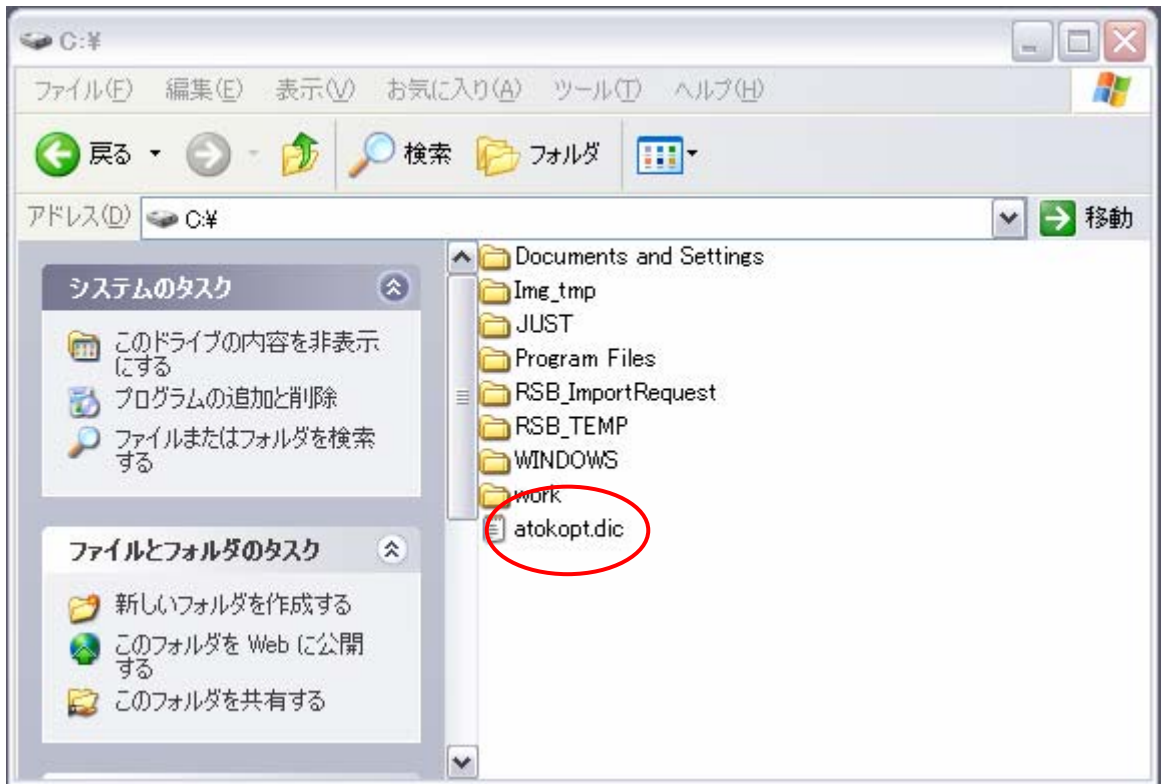 C:¥
ファイル(F) 編集(E) 表示(V) お気に入り(A) ツール(T) ヘルプ(H)
戻る 検索 フォルダ
アドレス(D) C:¥ 移動
システムのタスク
このドライブの内容を非表示
にする
プログラムの追加と削除
ファイルまたはフォルダを検索
する
ファイルとフォルダのタスク
新しいフォルダを作成する
このフォルダを Web に公開
する
このフォルダを共有する
Documents and Settings
Img_tmp
JUST
Program Files
RSB_ImportRequest
RSB_TEMP
WINDOWS
work
atokopt.dic